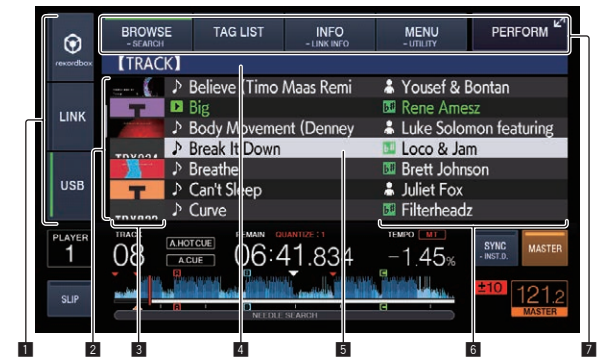 BROWSE
- SEARCH
TAG LIST
INFO
- LINK INFO
MENU
- UTILITY
PERFORM
rekordbox
【TRACK】
Believe (Timo Maas Remi
Yousef & Bontan
Big
Rene Amesz
LINK
Body Movement (Denney
Luke Solomon featuring
Break It Down
Loco & Jam
Breathe
Brett Johnson
USB
Can't Sleep
Juliet Fox
Curve
Filterheadz
PLAYER
1
TRACK
08
A.HOT CUE
A.CUE
REMAIN
QUANTIZE : 1
06:41.834
TEMPO
MT
-1.45%
SYNC
- INST.D.
MASTER
SLIP
A
B
C
A
C
NEEDLE SEARCH
±10
121.2
MASTER
1 2 3 4 5 6 7